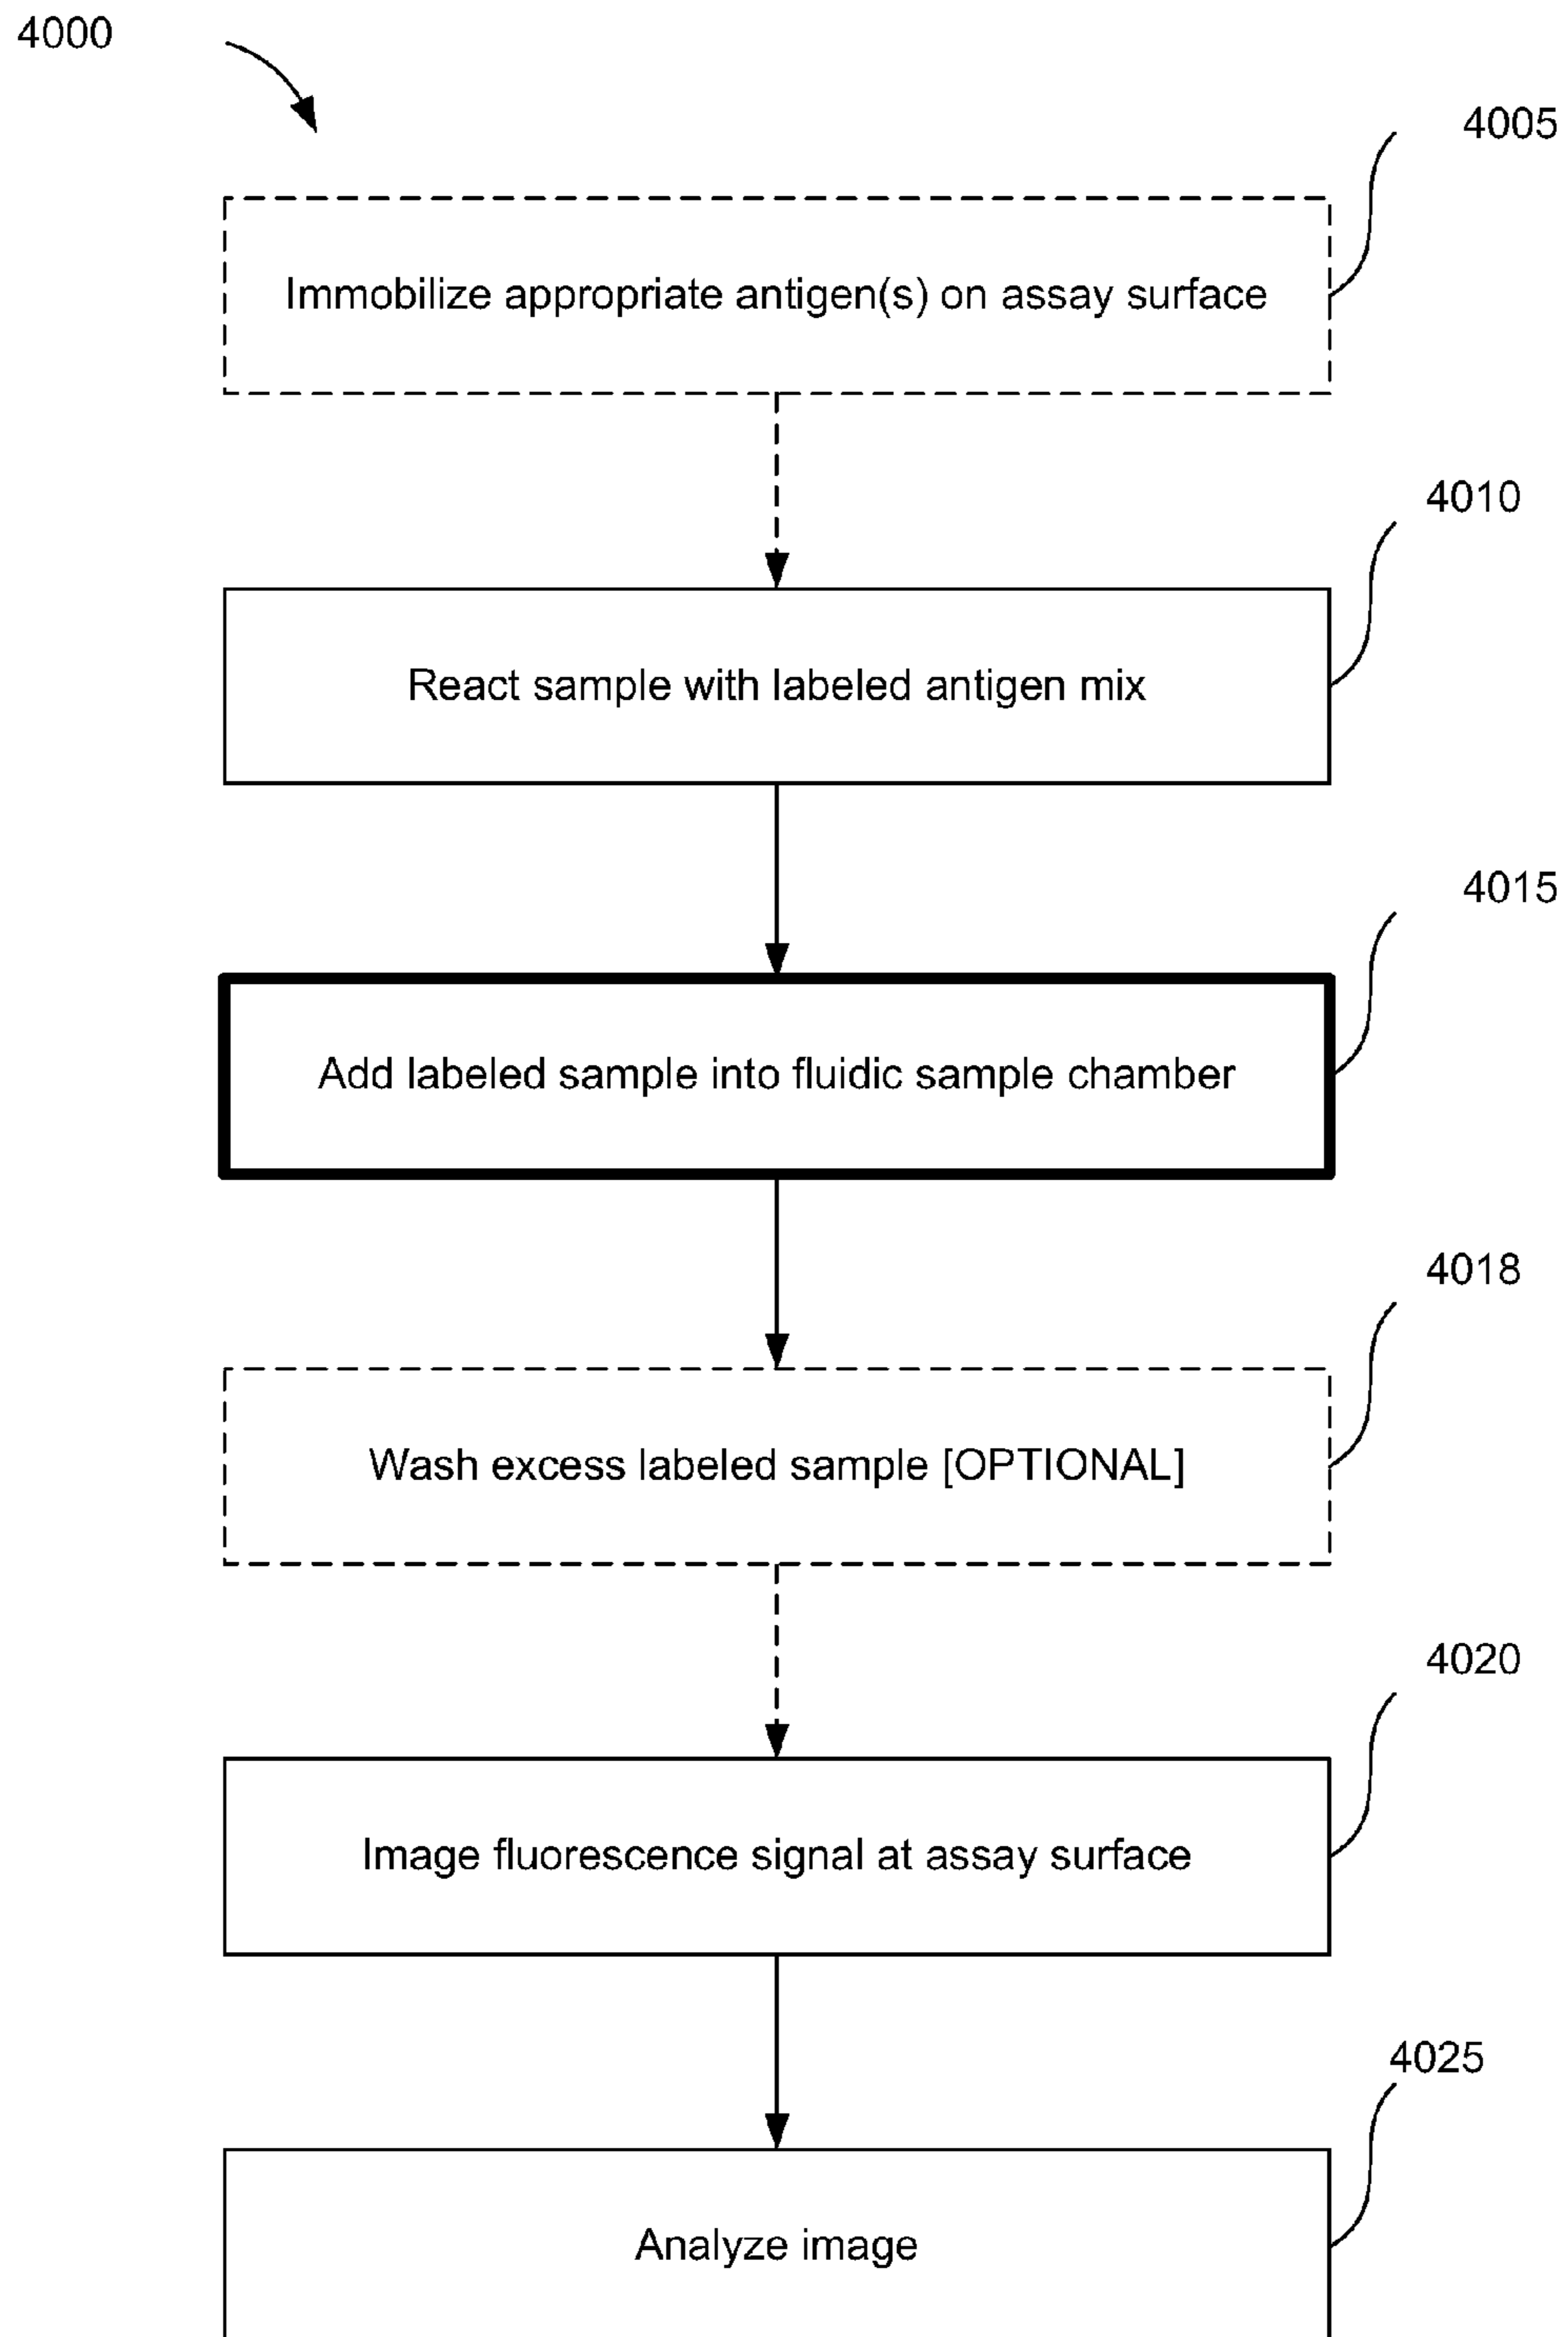 4000
4005
Immobilize appropriate antigen(s) on assay surface
4010
React sample with labeled antigen mix
4015
Add labeled sample into fluidic sample chamber
4018
Wash excess labeled sample [OPTIONAL]
4020
Image fluorescence signal at assay surface
4025
Analyze image